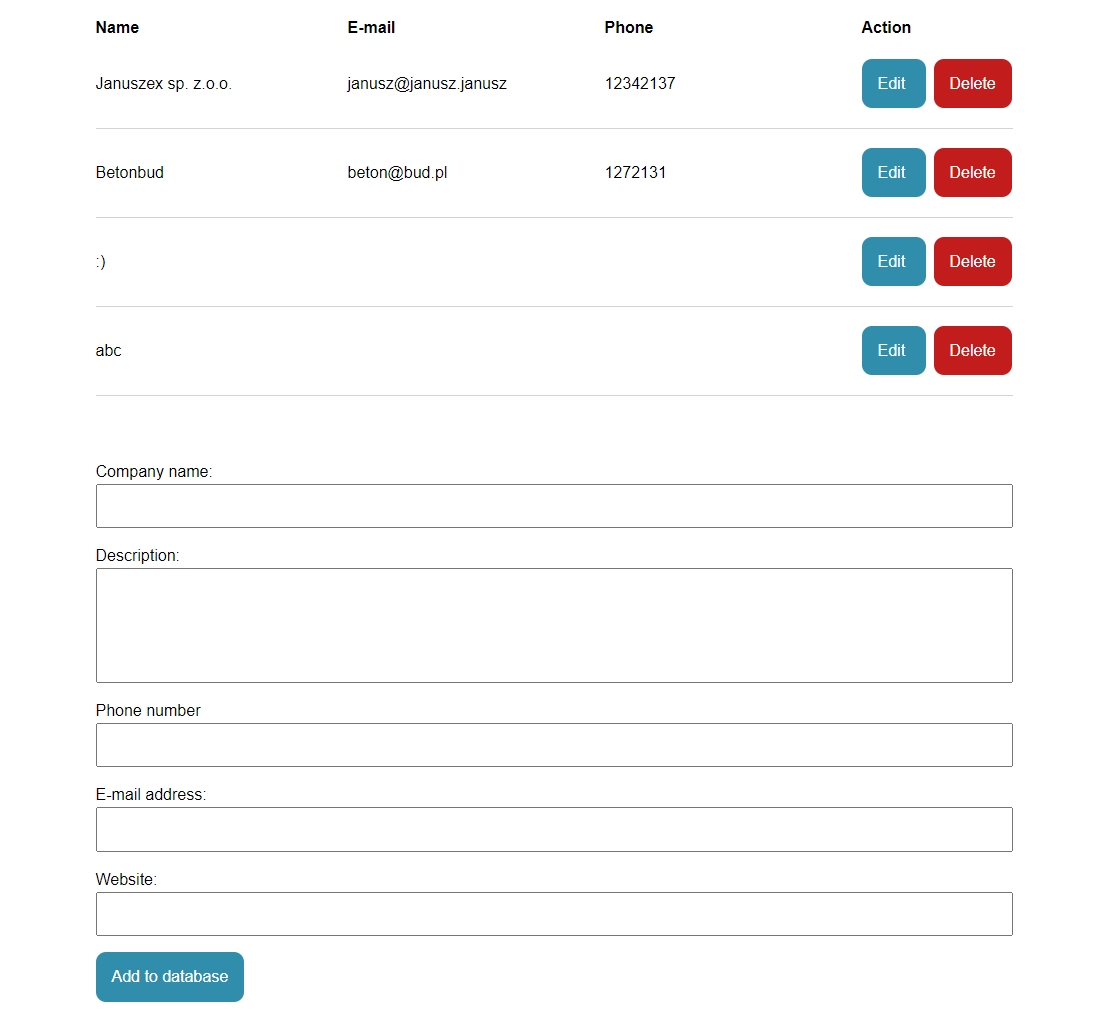 Name E-mail Phone Action
Januszex sp. z.o.o. janusz@janusz.janusz 12342137 Edit Delete
Betonbud beton@bud.pl 1272131 Edit Delete
:) Edit Delete
abc Edit Delete
Company name:
Description:
Phone number
E-mail address:
Website:
Add to database